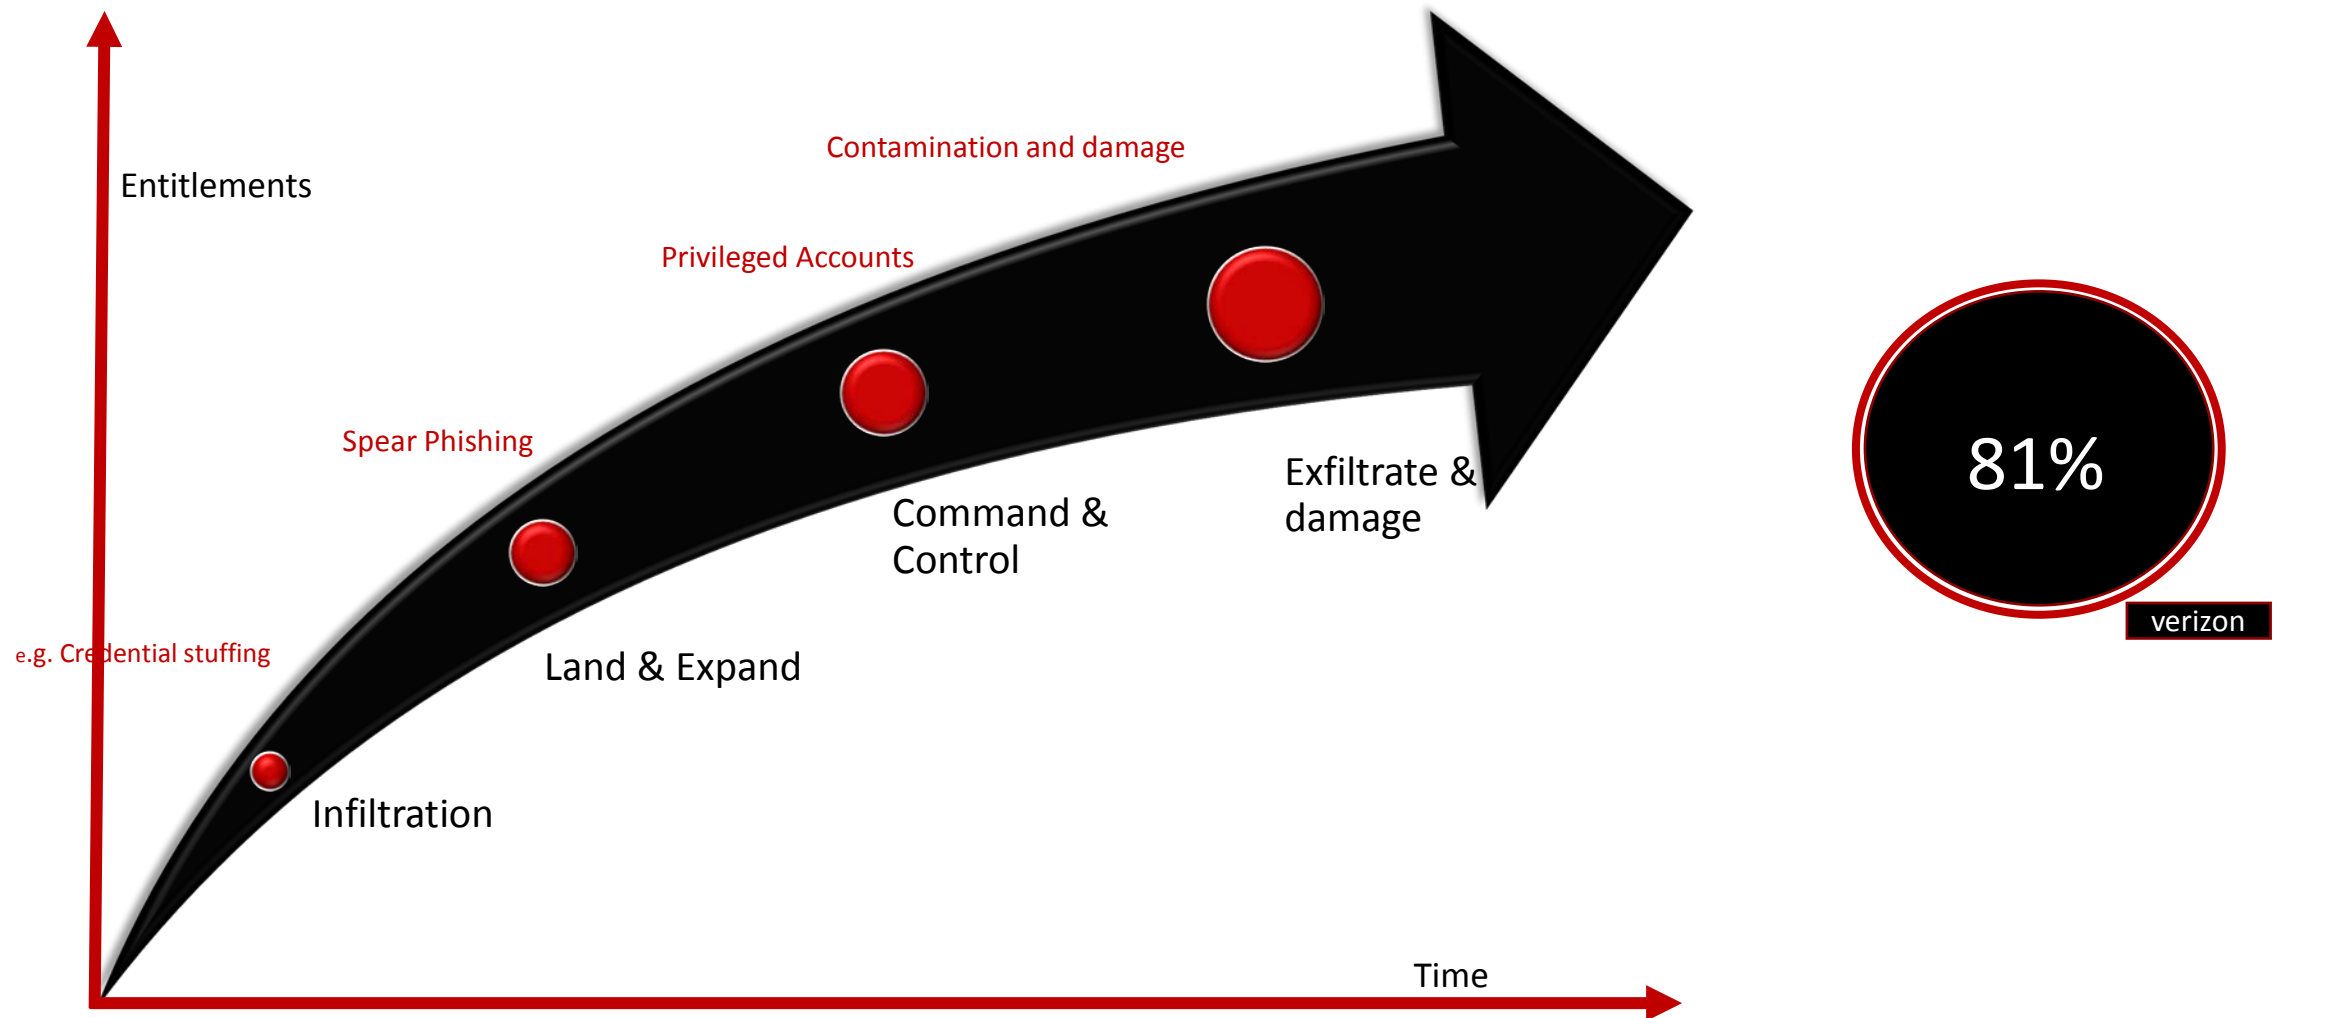 Contamination and damage
Entitlements
Privileged Accounts
Spear Phishing
Exfiltrate &
damage
81%
Command &
Control
verizon
e.g. Credential stuffing
Land & Expand
Infiltration
Time